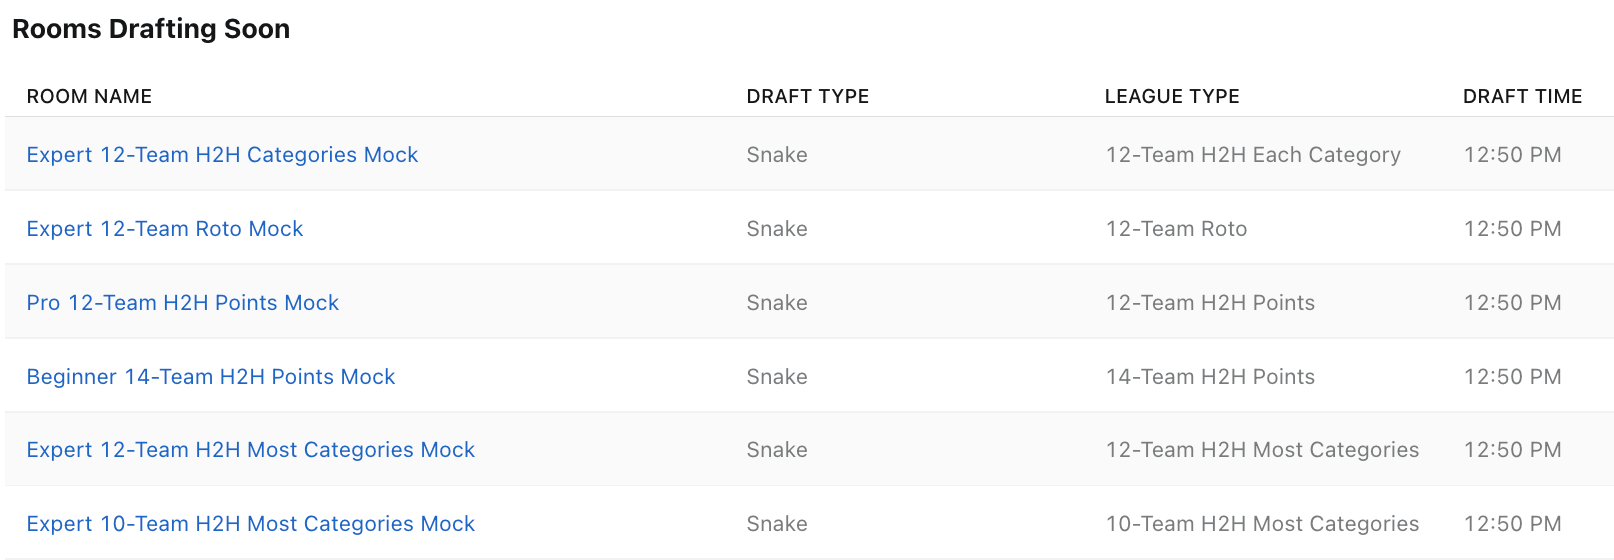 Rooms Drafting Soon
ROOM NAME DRAFT TYPE LEAGUE TYPE DRAFT TIME
Expert 12-Team H2H Categories Mock Snake 12-Team H2H Each Category 12:50 PM
Expert 12-Team Roto Mock Snake 12-Team Roto 12:50 PM
Pro 12-Team H2H Points Mock Snake 12-Team H2H Points 12:50 PM
Beginner 14-Team H2H Points Mock Snake 14-Team H2H Points 12:50 PM
Expert 12-Team H2H Most Categories Mock Snake 12-Team H2H Most Categories 12:50 PM
Expert 10-Team H2H Most Categories Mock Snake 10-Team H2H Most Categories 12:50 PM